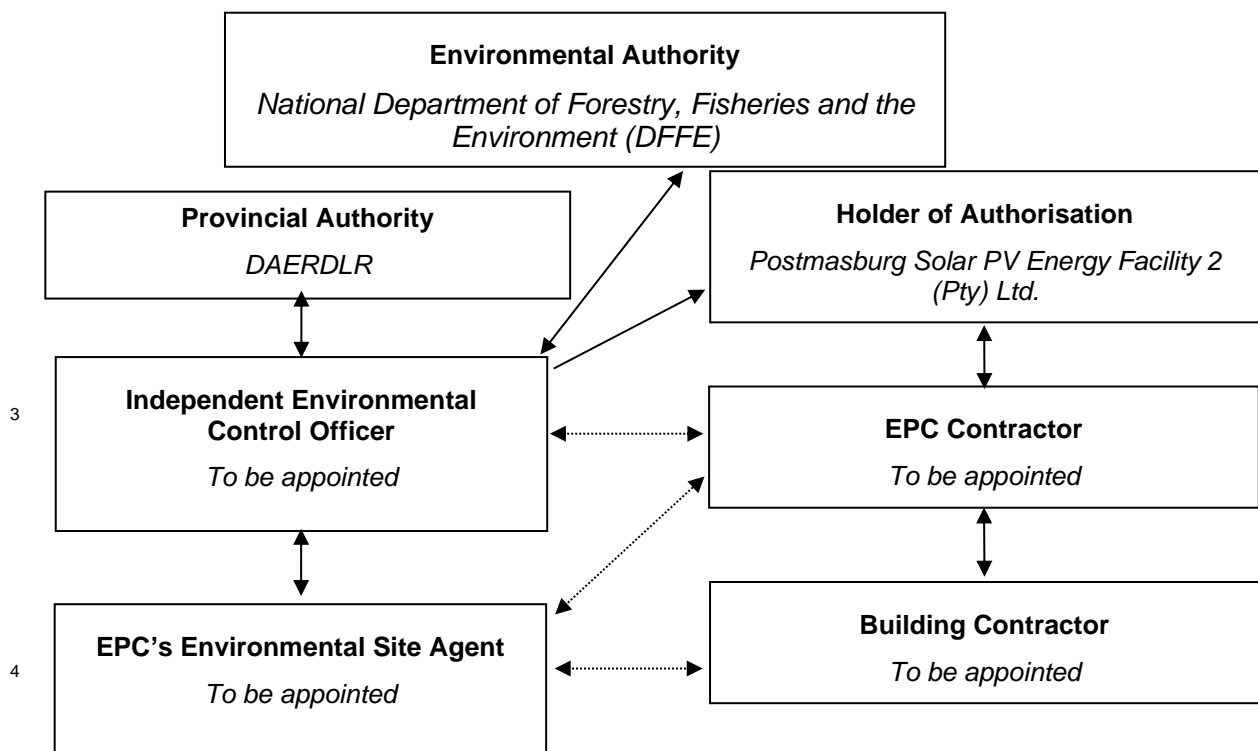 Environmental Authority
National Department of Forestry, Fisheries and the
Environment (DFFE)
Provincial Authority
DAERDLR
Holder of Authorisation
Postmasburg Solar PV Energy Facility 2
(Pty) Ltd.
3
Independent Environmental
Control Officer
To be appointed
EPC Contractor
To be appointed
4
EPC’s Environmental Site Agent
To be appointed
Building Contractor
To be appointed